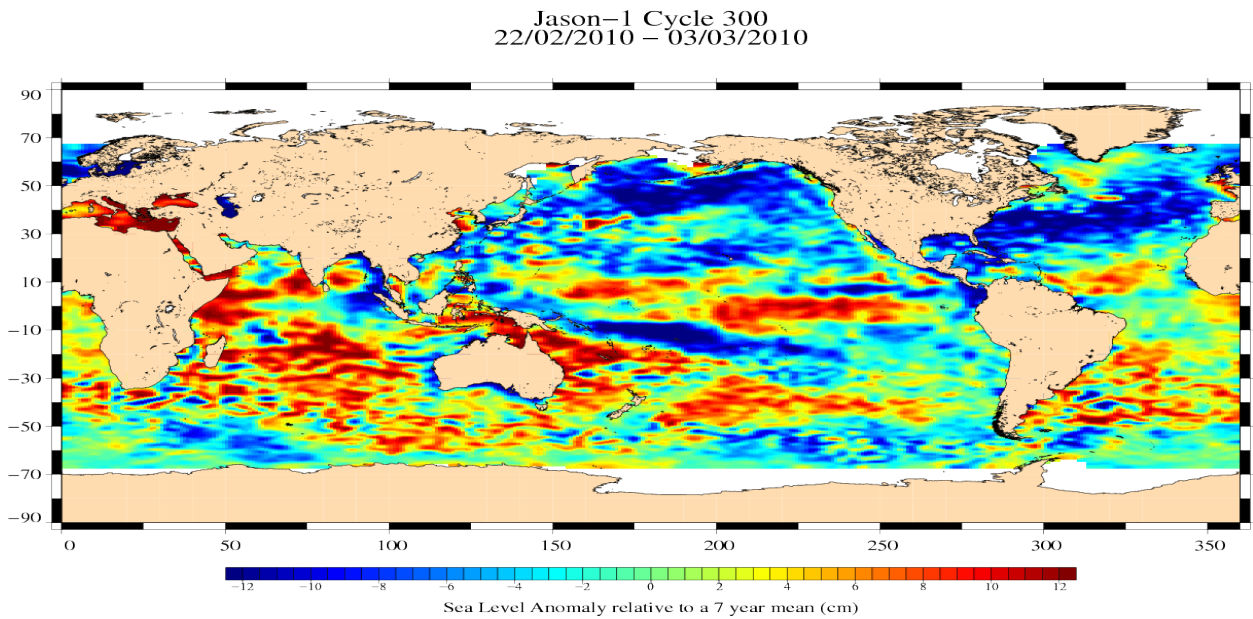 Jason−1 Cycle 300
22/02/2010 − 03/03/2010
90
70
50
30
10
−10
−30
−50
−70
−90
0 50 100 150 200 250 300 350
−12 −10 −8 −6 −4 −2 0 2 4 6 8 10 12
Sea Level Anomaly relative to a 7 year mean (cm)